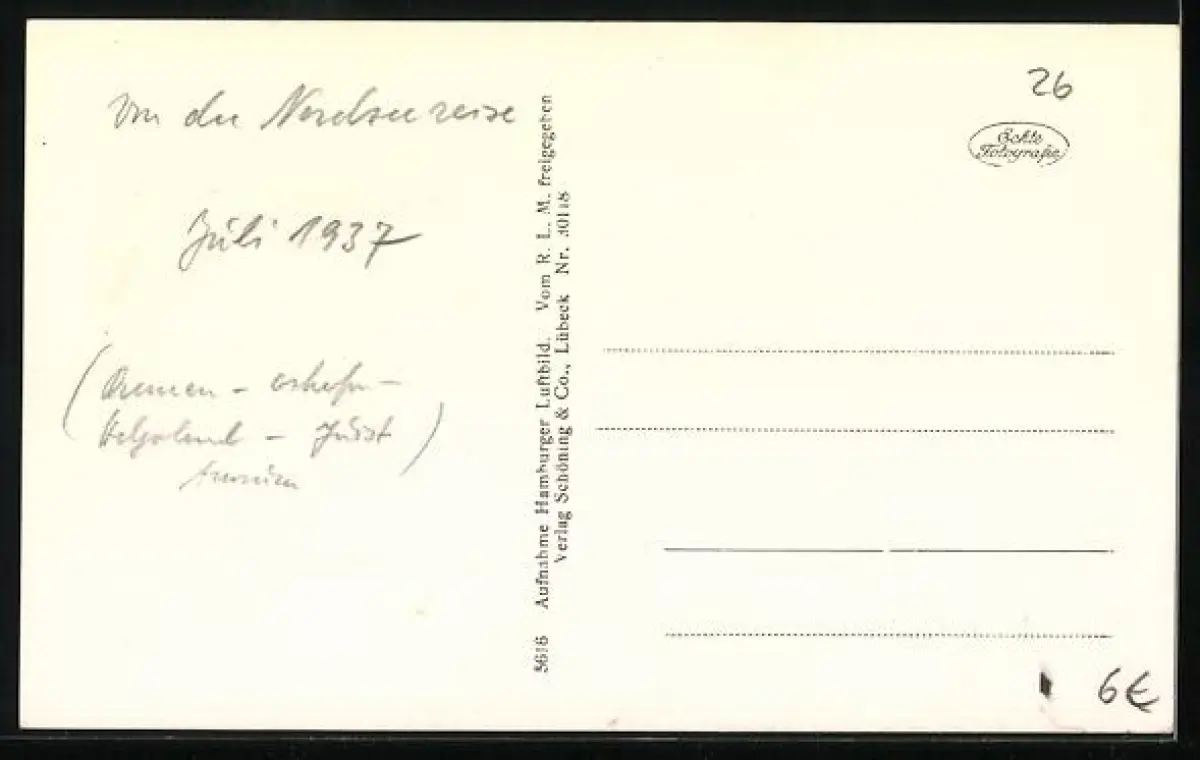 Von der Nordseereise
Juli 1937
(Bremen -
Helgoland - Juist)
5616 Aufnahme Hamburger Luftbild. Vom R. L. M. freigegeben
Verlag Schöning & Co., Lübeck Nr.
26
Echte
Fotografie
6€